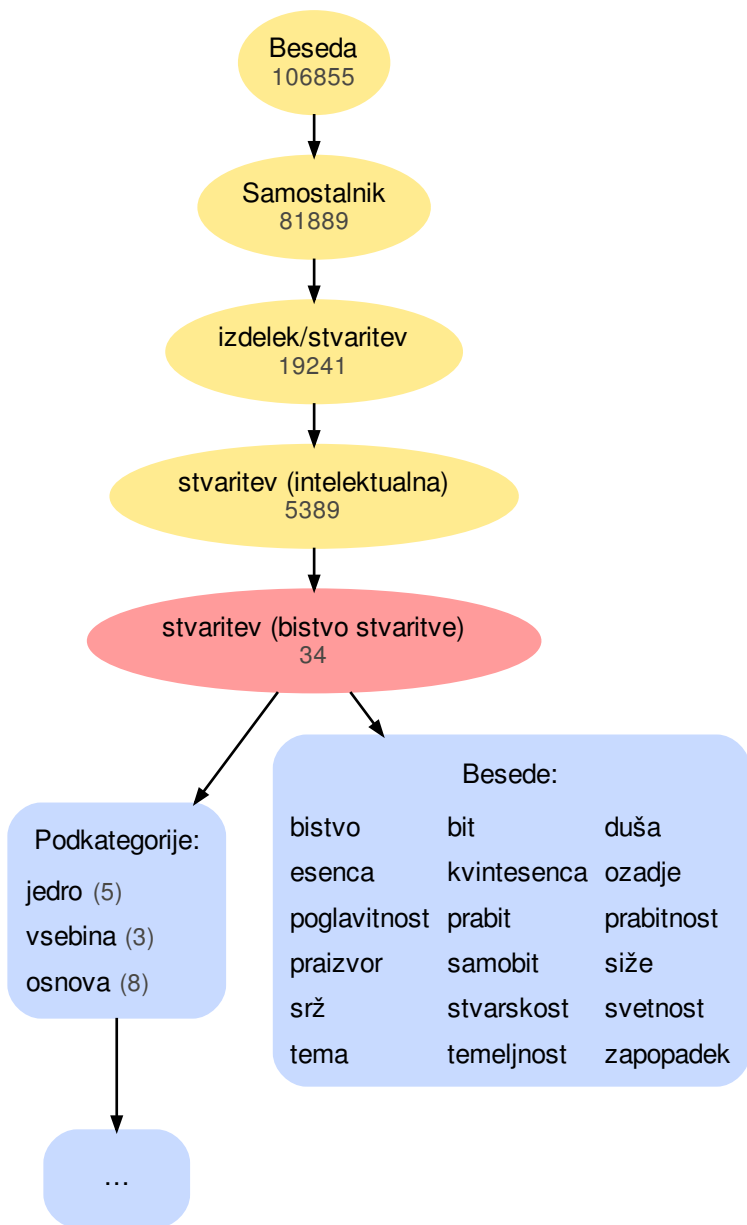 Beseda
106855
Samostalnik
81889
izdelek/stvaritev
19241
stvaritev (intelektualna)
5389
stvaritev (bistvo stvaritve)
34
Podkategorije:
jedro (5)
vsebina (3)
osnova (8)
...
Besede:
bistvo bit duša
esenca kvintesenca ozadje
poglavitnost prabit prabitnost
praizvor samobit siže
srž stvarskost svetnost
tema temeljnost zapopadek